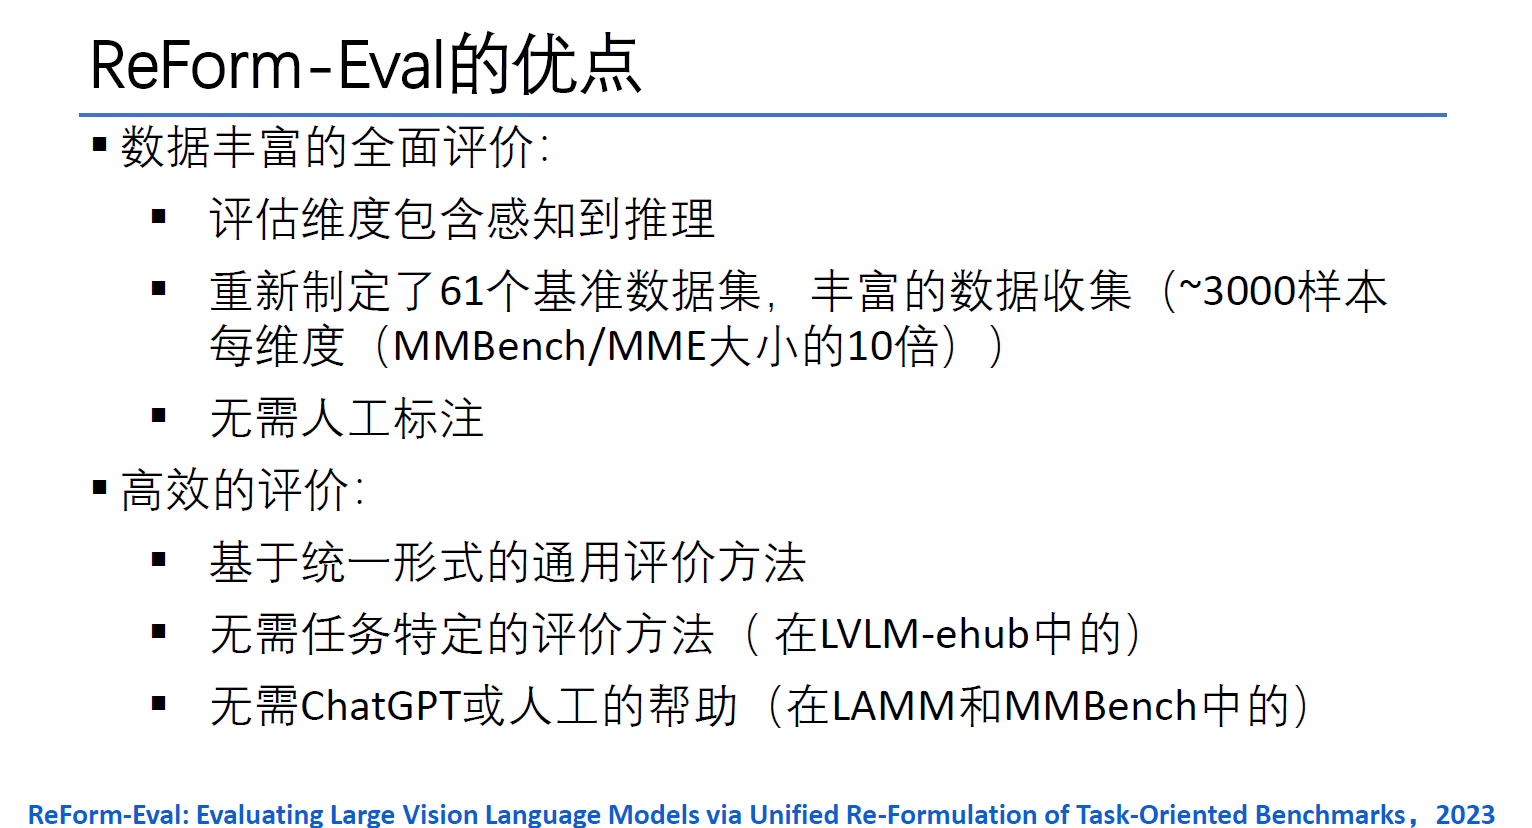 ReForm-Eval的优点
▪ 数据丰富的全面评价：
▪ 评估维度包含感知到推理
▪ 重新制定了61个基准数据集，丰富的数据收集（~3000样本
每维度（MMBench/MME大小的10倍））
▪ 无需人工标注
▪ 高效的评价：
▪ 基于统一形式的通用评价方法
▪ 无需任务特定的评价方法（ 在LVLM-ehub中的）
▪ 无需ChatGPT或人工的帮助（在LAMM和MMBench中的）
ReForm-Eval: Evaluating Large Vision Language Models via Unified Re-Formulation of Task-Oriented Benchmarks，2023